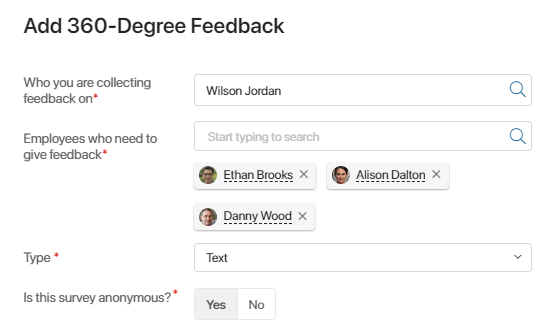 Add 360-Degree Feedback
Who you are collecting
feedback on*
Wilson Jordan
Employees who need to
give feedback*
Start typing to search
Ethan Brooks
Alison Dalton
Danny Wood
Type *
Text
Is this survey anonymous?*
Yes
No